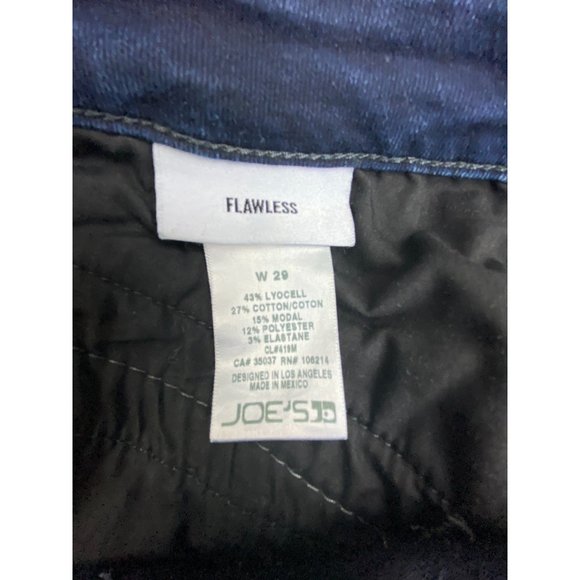 FLAWLESS
W 29
43% LYOCELL
27% COTTON/COTON
15% MODAL
12% POLYESTER
3% ELASTANE
CL#419M
CA# 35037 RN# 106214
DESIGNED IN LOS ANGELES
MADE IN MEXICO
JOE'S